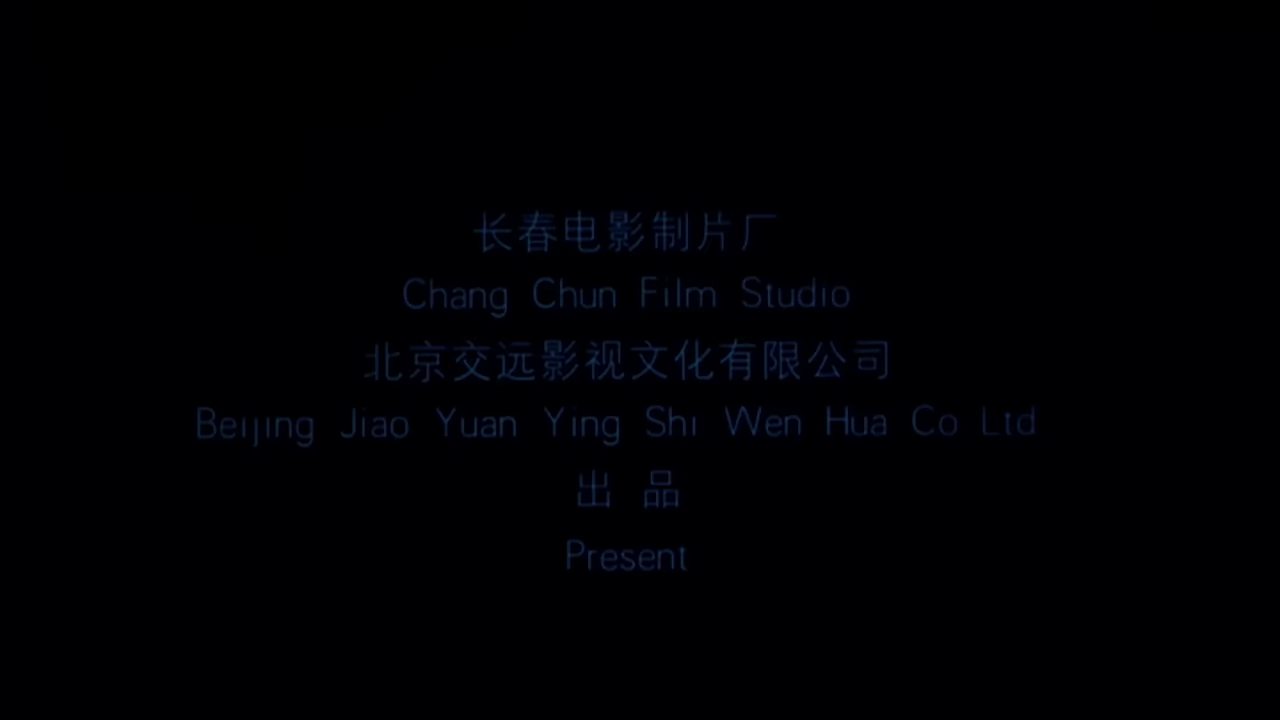 长春电影制片厂
Chang Chun Film Studio
北京交远影视文化有限公司
Beijing Jiao Yuan Ying Shi Wen Hua Co Ltd
出 品
Present